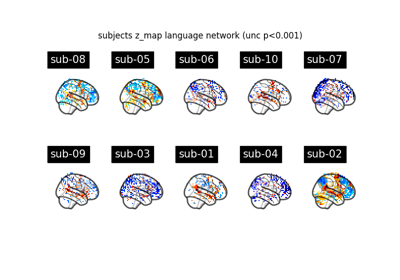 subjects z_map language network (unc p<0.001)
sub-08 sub-05 sub-06 sub-10 sub-07
sub-09 sub-03 sub-01 sub-04 sub-02